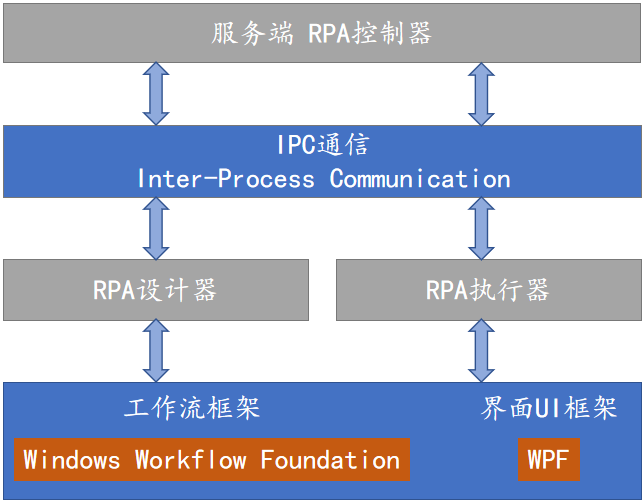 服务端 RPA控制器
IPC通信
Inter-Process Communication
RPA设计器
RPA执行器
工作流框架
界面UI框架
Windows Workflow Foundation
WPF